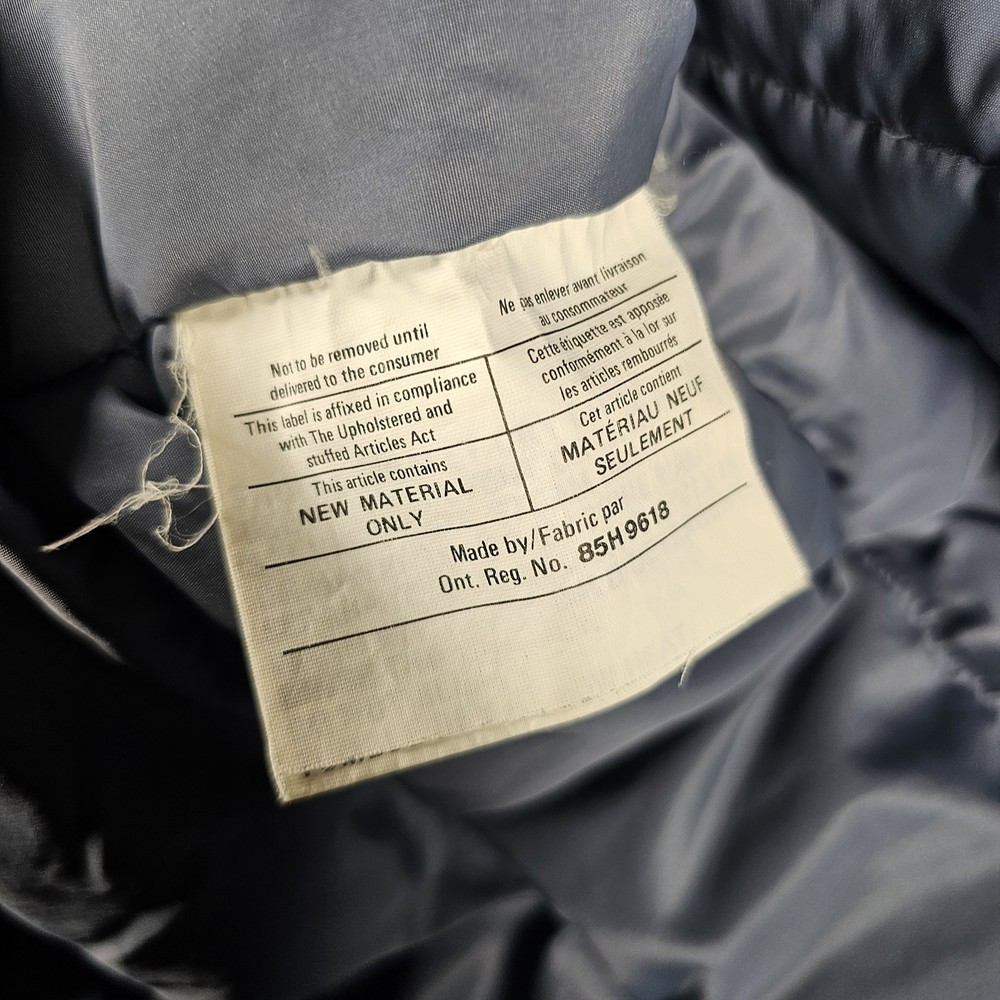 Not to be removed until
delivered to the consumer
This label is affixed in compliance
with The Upholstered and
stuffed Articles Act
This article contains
NEW MATERIAL
ONLY
Ne pas enlever avant livraison
au consommateur
Cette étiquette est apposée
conformément à la lor sur
les articles rembourrés
Cet article contient
MATÉRIAU NEUF
SEULEMENT
Made by/Fabric par
Ont. Reg. No. 85H9618